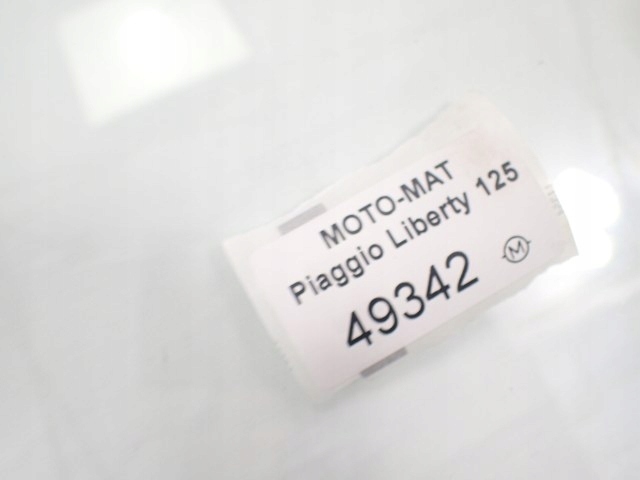 MOTO-MAT
Piaggio Liberty 125
49342
M